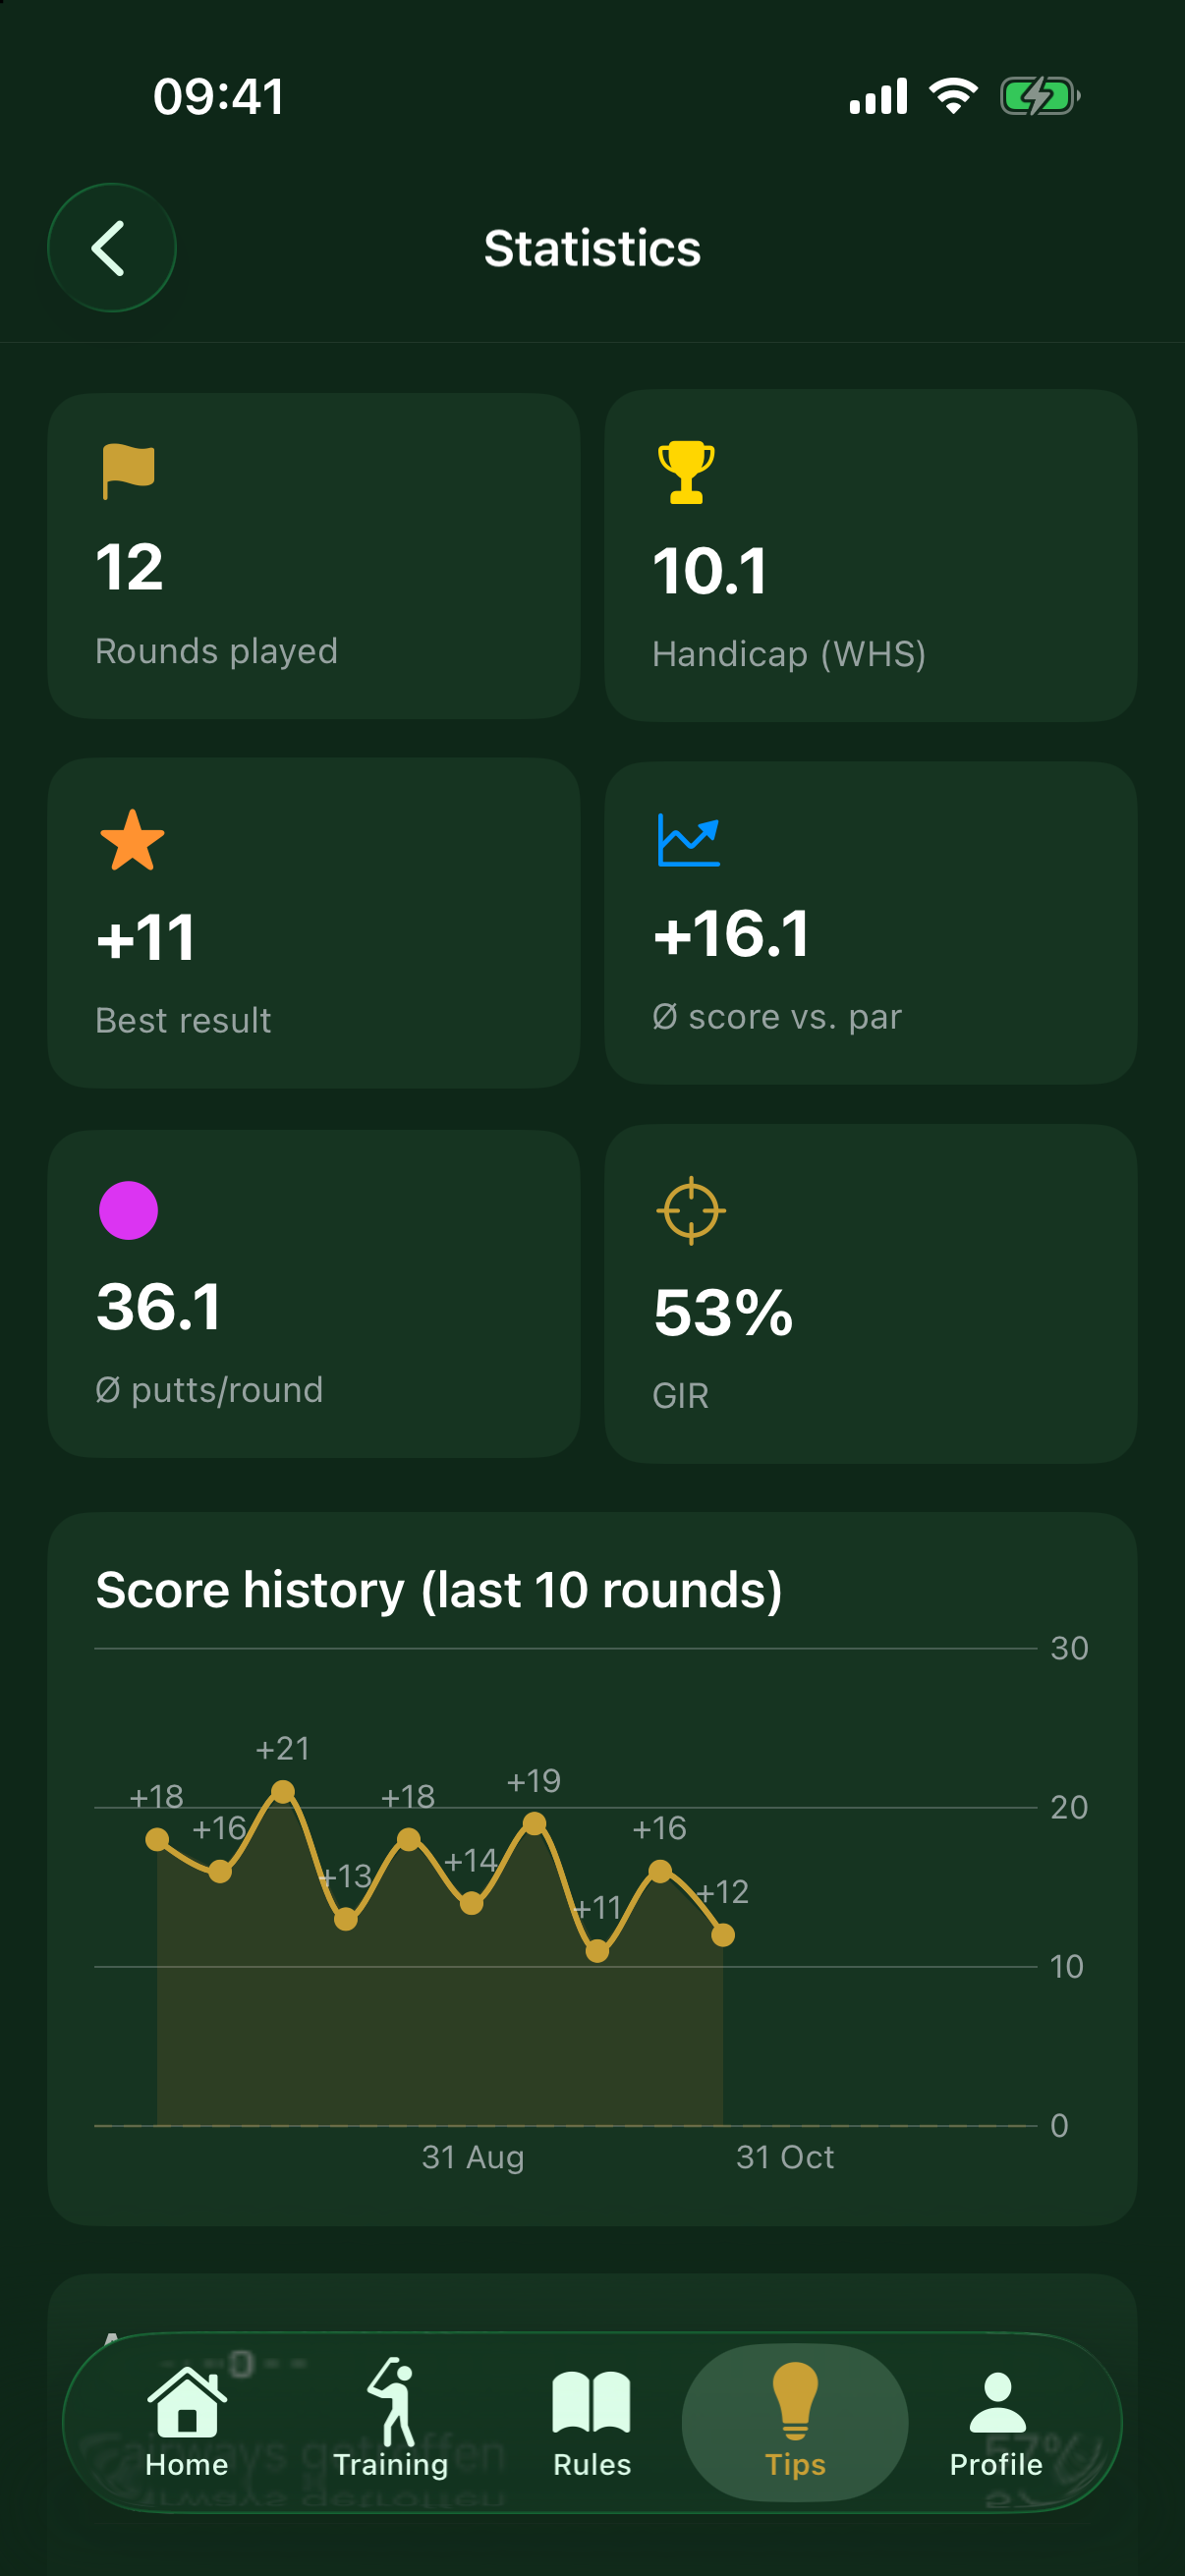 09:41
Statistics
12
Rounds played
10.1
Handicap (WHS)
+11
Best result
+16.1
Ø score vs. par
36.1
Ø putts/round
53%
GIR
Score history (last 10 rounds)
30
+21
+19
+18
+18
20
+16
+16
+14
+13
+12
+11
10
0
31 Aug
31 Oct
57%
Home
Training
Rules
Tips
Profile